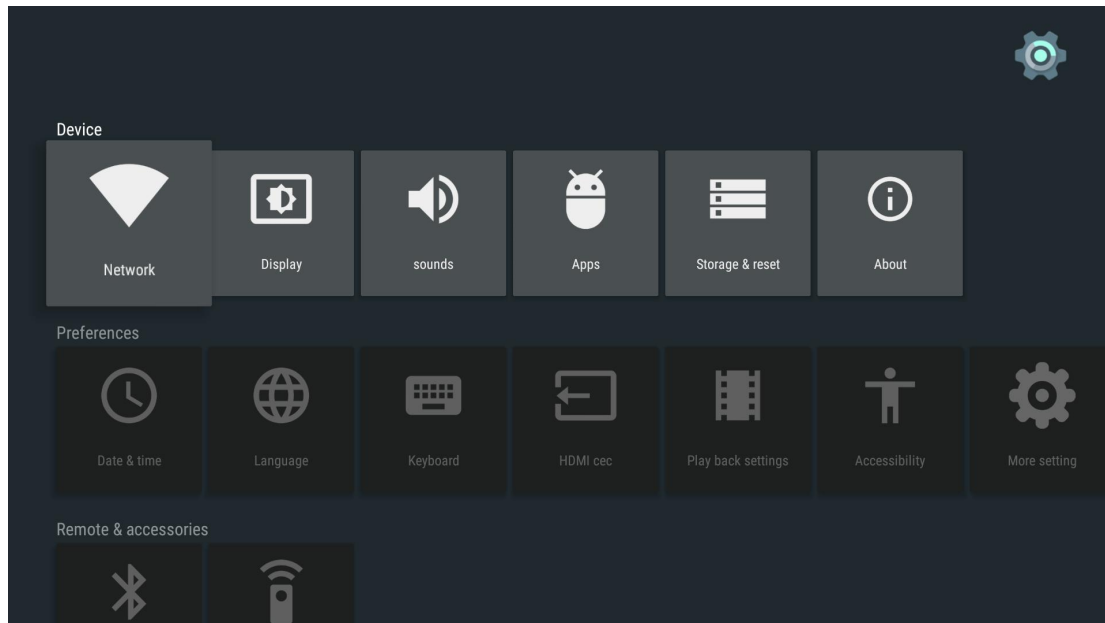 Device
Network
Display
sounds
Apps
Storage & reset
About
Preferences
Date & time
Language
Keyboard
HDMI cec
Play back settings
Accessibility
More setting
Remote & accessories